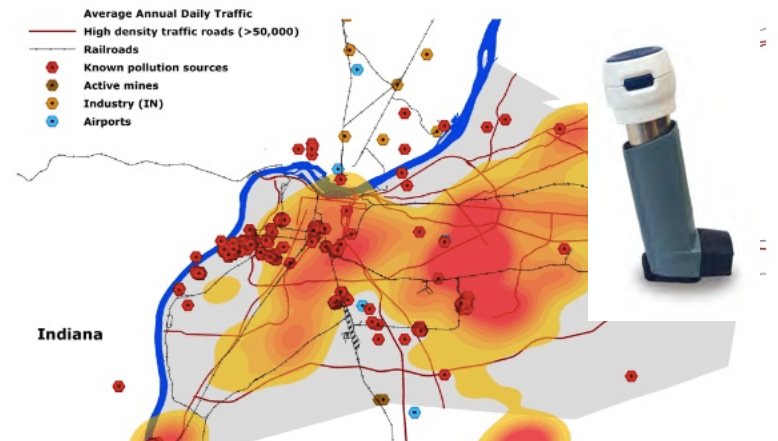 Average Annual Daily Traffic
High density traffic roads (>50,000)
Railroads
Known pollution sources
Active mines
Industry (IN)
Airports
Indiana